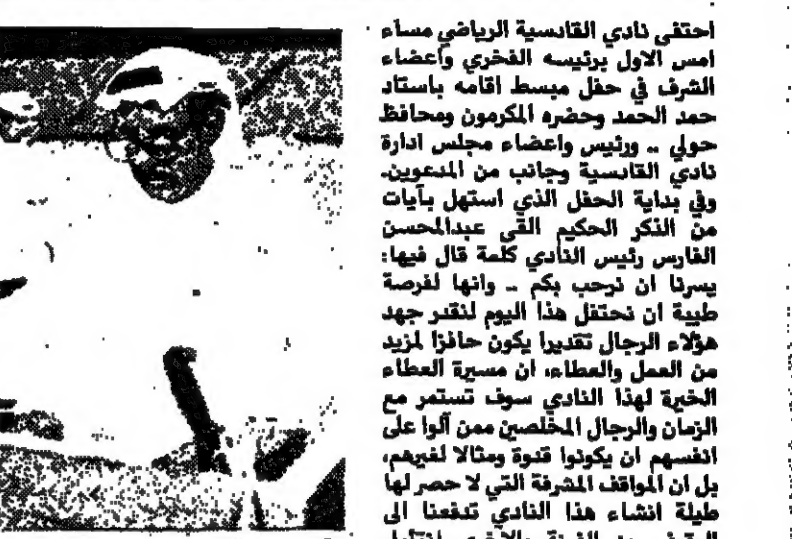 احتفى نادي القادسية الرياضي مساء
امس الاول برئيسه الفخري واعضاء
الشرف في حفل مبسط اقامه باستاد
حمد الحمد وحضره المكرمون ومحافظ
حولي .. ورئيس واعضاء مجلس ادارة
نادي القادسية وجانب من المدعوين.
وفي بداية الحفل الذي استهل بآيات
من الذكر الحكيم القى عبدالمحسن
الفارس رئيس النادي كلمة قال فيها:
يسرنا ان نرحب بكم .. وانها لفرصة
طيبة ان نحتفل هذا اليوم لنقدر جهد
هؤلاء الرجال تقديرا يكون حافزا لمزيد
من العمل والعطاء، ان مسيرة العطاء
الخيرة لهذا النادي سوف تستمر مع
الزمان والرجال المخلصين ممن آلوا على
انفسهم ان يكونوا قدوة ومثالا لغيرهم،
بل ان المواقف المشرفة التي لا حصر لها
طيلة انشاء هذا النادي تدفعنا الى